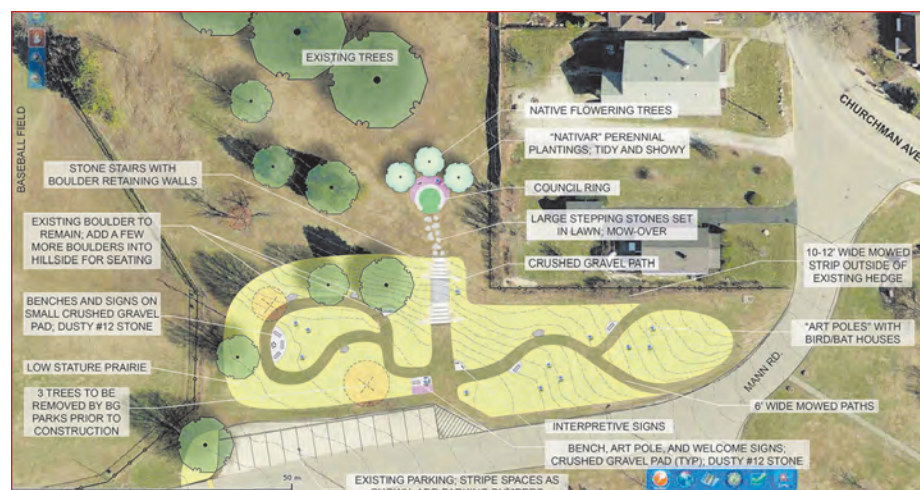 EXISTING TREES
BASEBALL FIELD
CHURCHMAN AVE
NATIVE FLOWERING TREES
"NATIVAR" PERENNIAL
PLANTINGS; TIDY AND SHOWY
STONE STAIRS WITH
BOULDER RETAINING WALLS
COUNCIL RING
EXISTING BOULDER TO
REMAIN; ADD A FEW
MORE BOULDERS INTO
HILLSIDE FOR SEATING
LARGE STEPPING STONES SET
IN LAWN; MOW-OVER
CRUSHED GRAVEL PATH
10-12' WIDE MOWED
STRIP OUTSIDE OF
EXISTING HEDGE
BENCHES AND SIGNS ON
SMALL CRUSHED GRAVEL
PAD; DUSTY #12 STONE
"ART POLES" WITH
BIRD/BAT HOUSES
LOW STATURE PRAIRIE
MANN RD.
3 TREES TO BE
REMOVED BY BG
PARKS PRIOR TO
CONSTRUCTION
6' WIDE MOWED PATHS
INTERPRETIVE SIGNS
BENCH, ART POLE, AND WELCOME SIGNS;
CRUSHED GRAVEL PAD (TYP); DUSTY #12 STONE
50 m
EXISTING PARKING; STRIPE SPACES AS